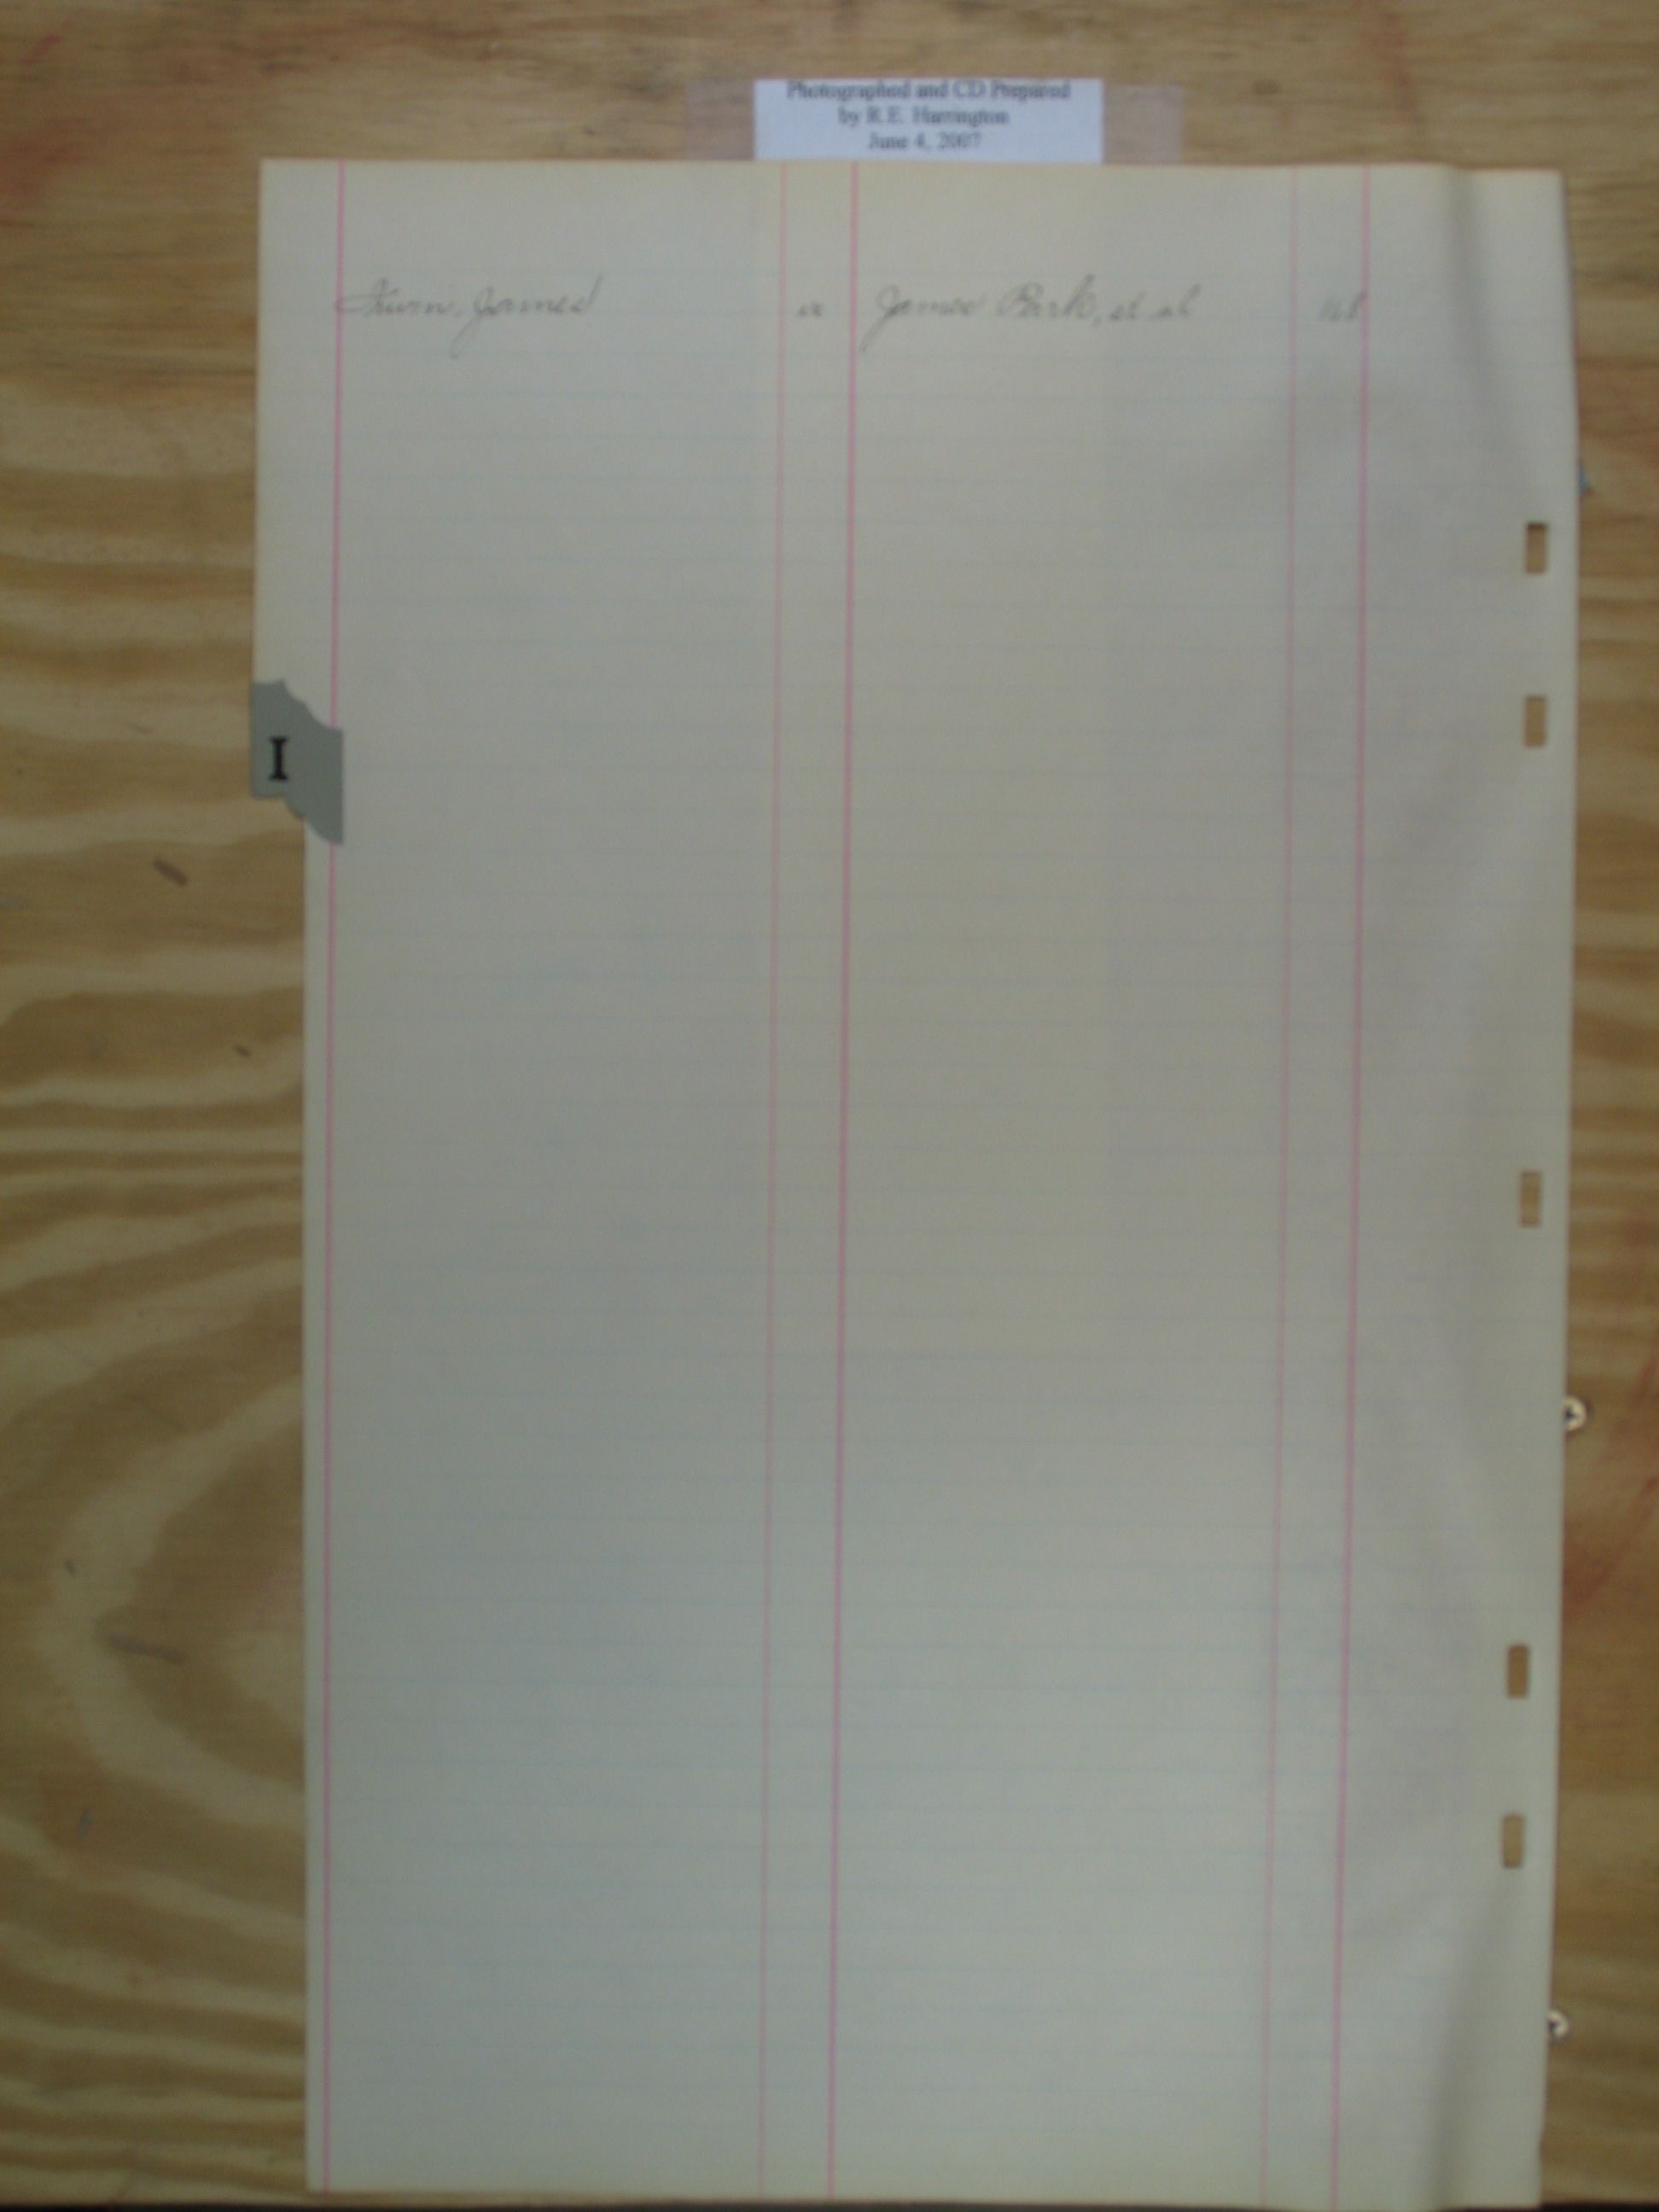 Photographed and CD Prepared
by R.E. Harrington
June 4, 2007
Irwin, James vs James Park, et al 168
I